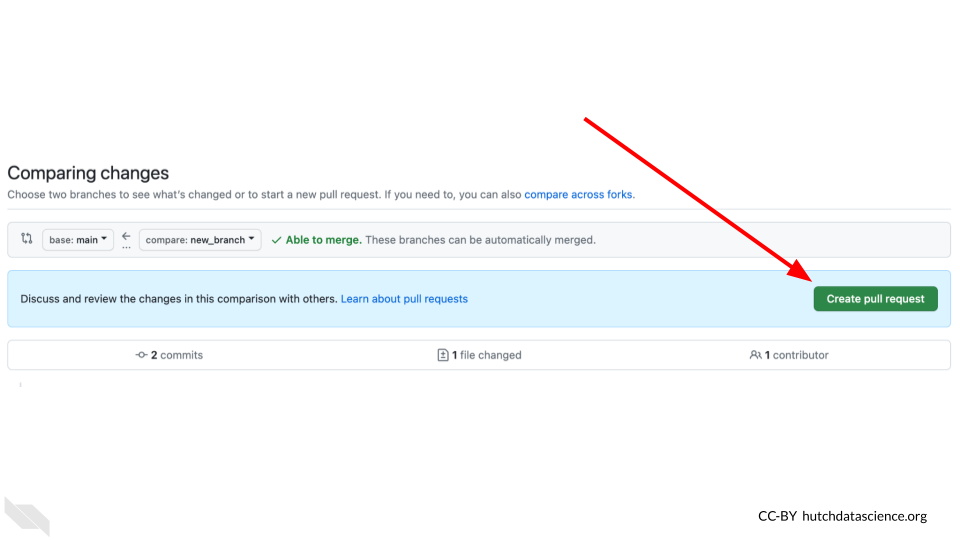 Comparing changes
Choose two branches to see what's changed or to start a new pull request. If you need to, you can also compare across forks.
base: main ... compare: new_branch Able to merge. These branches can be automatically merged.
Discuss and review the changes in this comparison with others. Learn about pull requests Create pull request
2 commits 1 file changed 1 contributor
CC-BY hutchdatascience.org